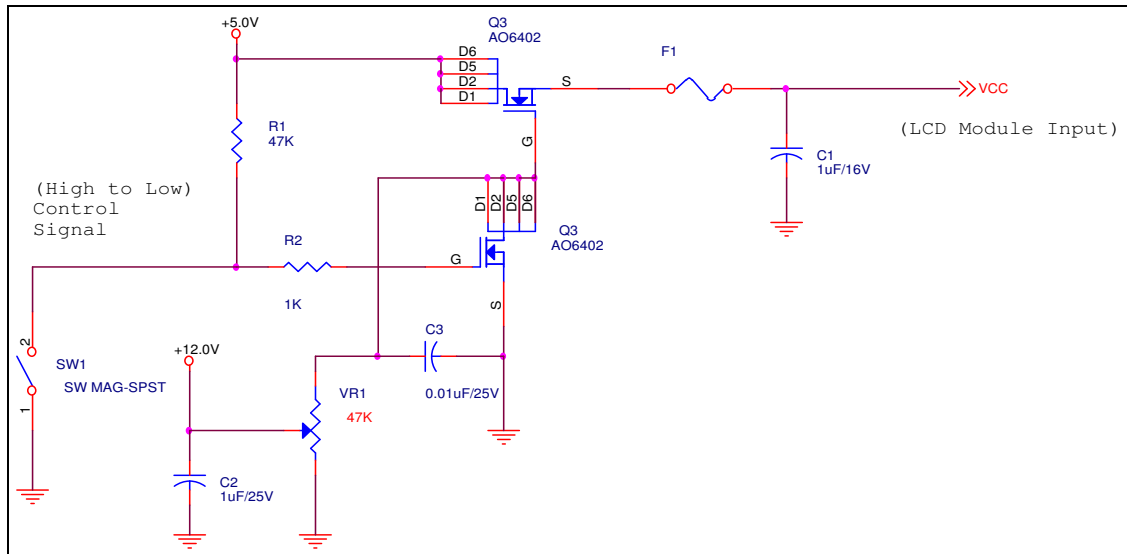 +5.0V
Q3
AO6402
D6
D5
D2
D1
S
G
F1
VCC
(LCD Module Input)
R1
47K
C1
1uF/16V
(High to Low)
Control
Signal
D1
D2
D5
D6
Q3
AO6402
R2
1K
G
S
2
SW1
SW MAG-SPST
1
+12.0V
C3
0.01uF/25V
VR1
47K
C2
1uF/25V